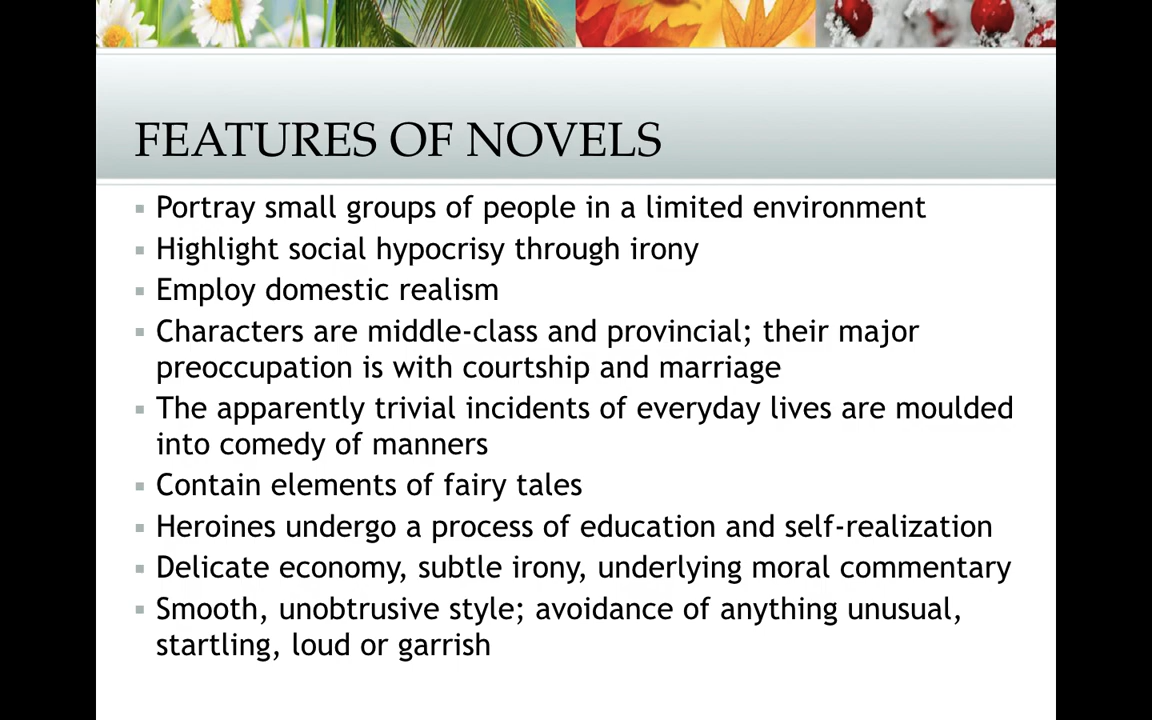 FEATURES OF NOVELS
Portray small groups of people in a limited environment
Highlight social hypocrisy through irony
Employ domestic realism
Characters are middle-class and provincial; their major
preoccupation is with courtship and marriage
The apparently trivial incidents of everyday lives are moulded
into comedy of manners
Contain elements of fairy tales
Heroines undergo a process of education and self-realization
Delicate economy, subtle irony, underlying moral commentary
Smooth, unobtrusive style; avoidance of anything unusual,
startling, loud or garrish